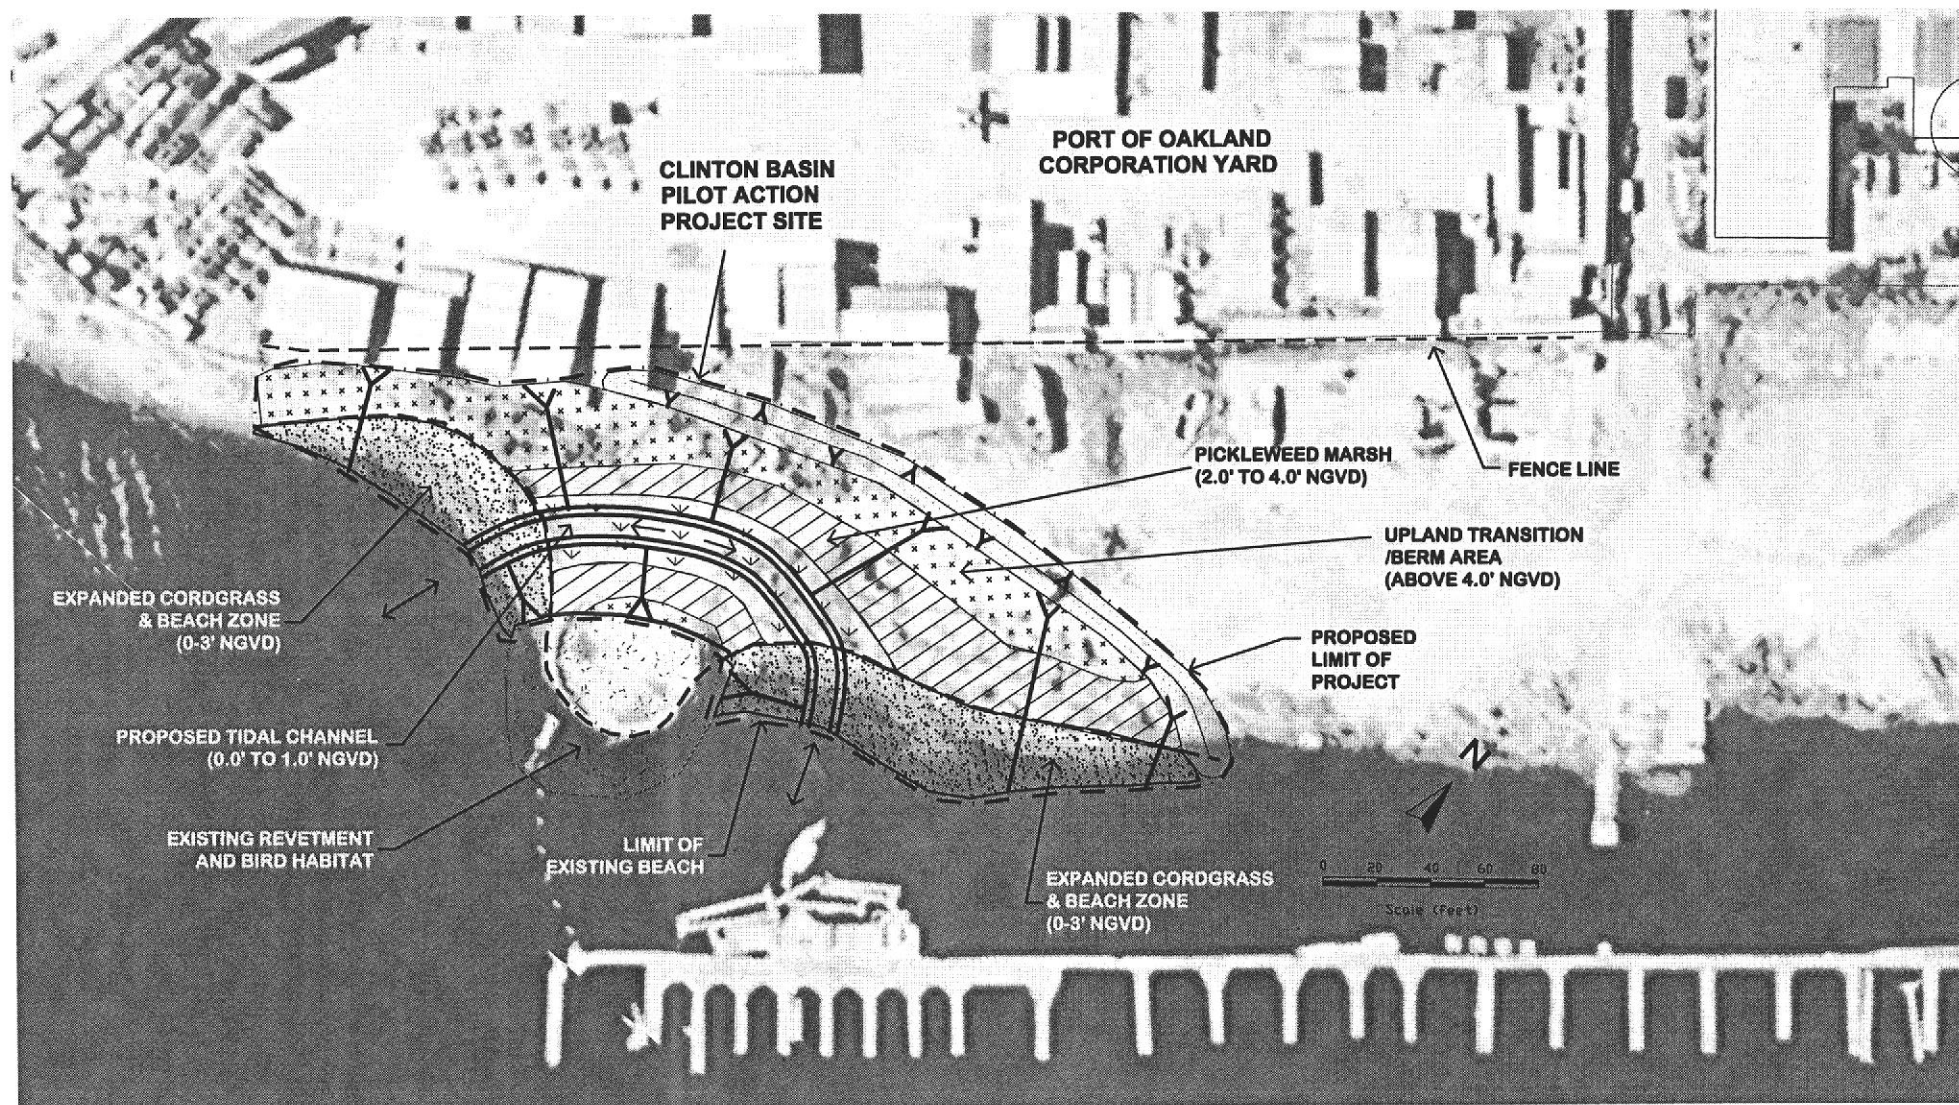 PORT OF OAKLAND
CORPORATION YARD
CLINTON BASIN
PILOT ACTION
PROJECT SITE
PICKLEWEED MARSH
(2.0' TO 4.0' NGVD)
FENCE LINE
UPLAND TRANSITION
/BERM AREA
(ABOVE 4.0' NGVD)
EXPANDED CORDGRASS
& BEACH ZONE
(0-3' NGVD)
PROPOSED
LIMIT OF
PROJECT
PROPOSED TIDAL CHANNEL
(0.0' TO 1.0' NGVD)
N
EXISTING REVETMENT
AND BIRD HABITAT
LIMIT OF
EXISTING BEACH
EXPANDED CORDGRASS
& BEACH ZONE
(0-3' NGVD)
0 20 40 60 80
Scale (Feet)